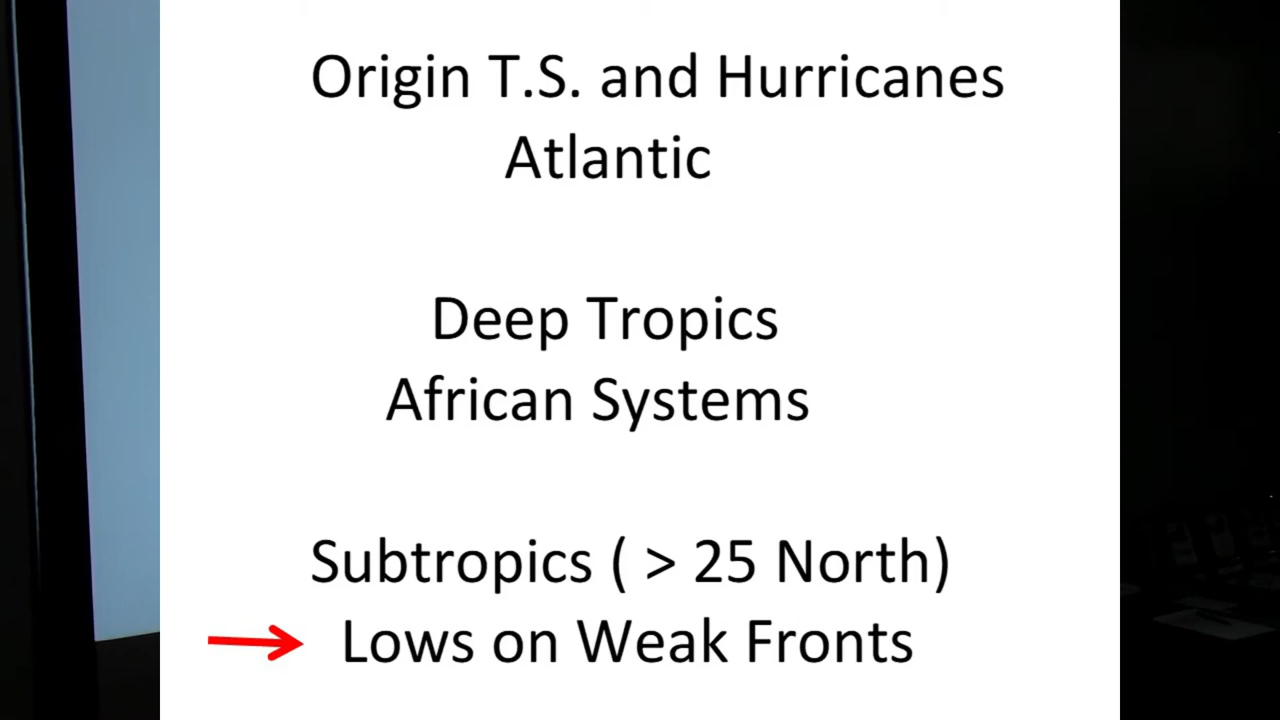 Origin T.S. and Hurricanes
Atlantic
Deep Tropics
African Systems
Subtropics ( > 25 North)
Lows on Weak Fronts